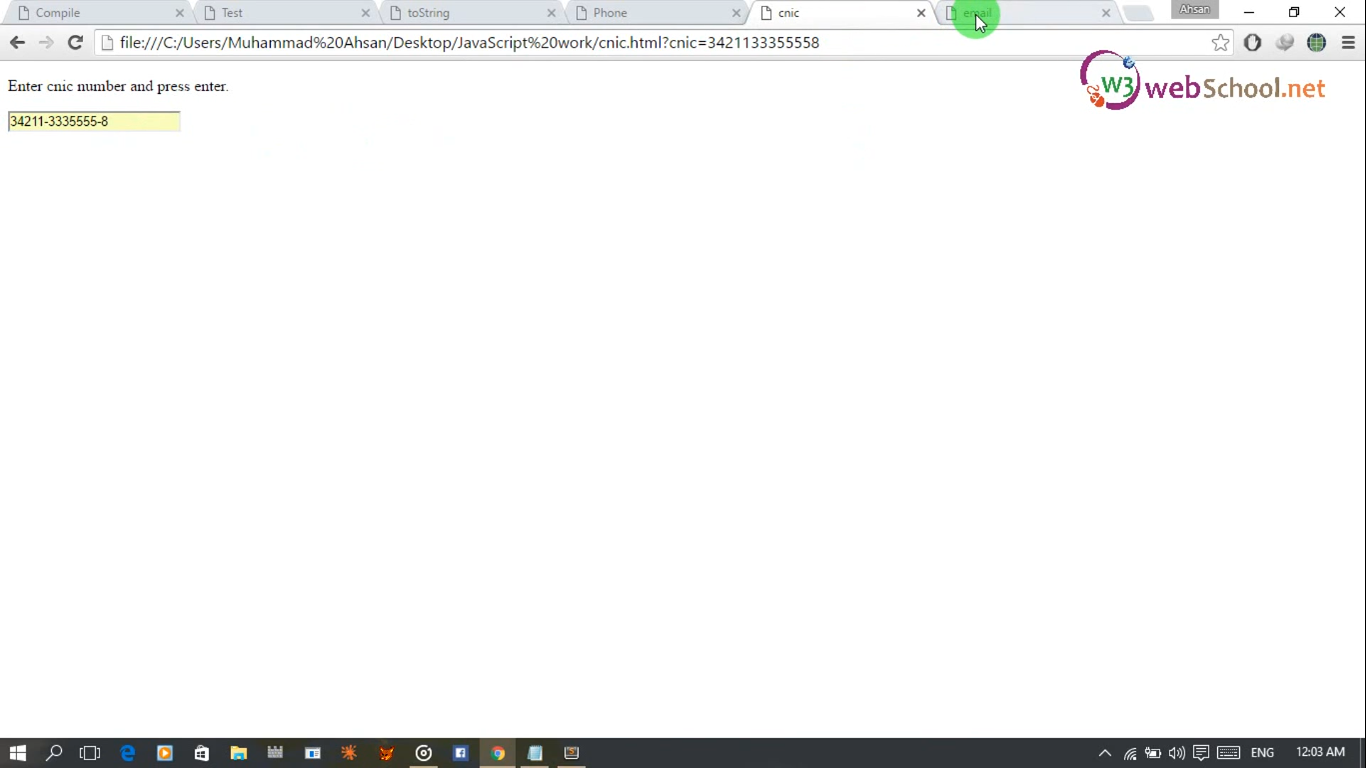 Compile Test toString Phone cnic email Ahsan
file:///C:/Users/Muhammad%20Ahsan/Desktop/JavaScript%20work/cnic.html?cnic=3421133355558
W3 webSchool.net
Enter cnic number and press enter.
34211-3335555-8
ENG 12:03 AM